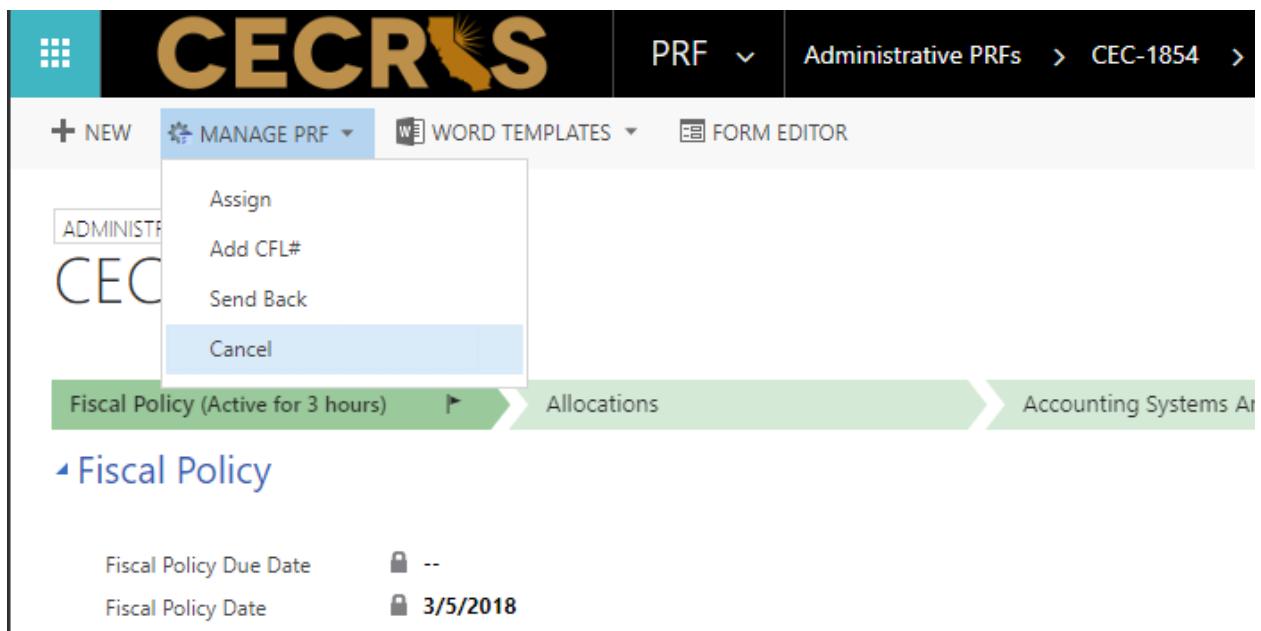 CECRIS PRF Administrative PRFs > CEC-1854 >
+ NEW MANAGE PRF WORD TEMPLATES FORM EDITOR
Assign
ADMINISTR
Add CFL#
CEC
Send Back
Cancel
Fiscal Policy (Active for 3 hours) Allocations Accounting Systems An
Fiscal Policy
Fiscal Policy Due Date --
Fiscal Policy Date 3/5/2018